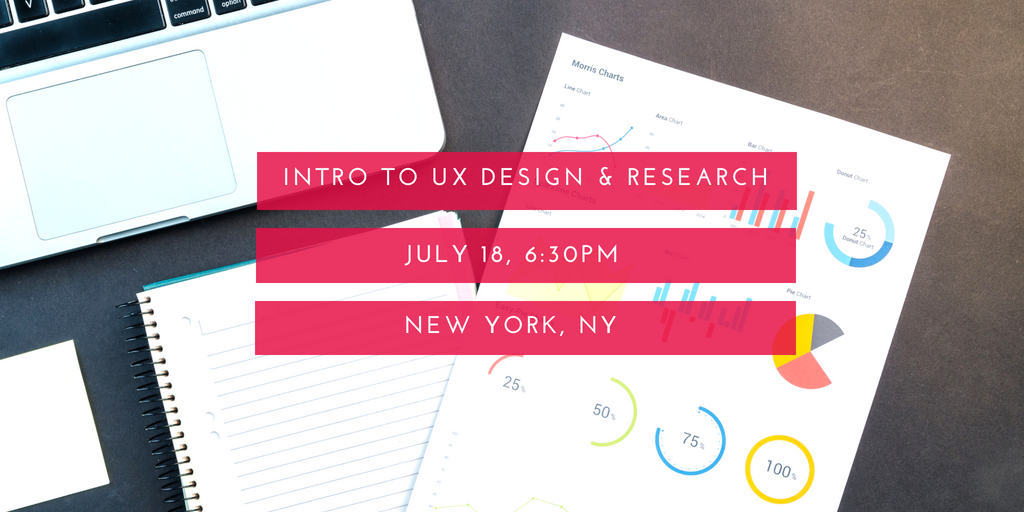 command
option
Morris Charts
Line Chart
Area Chart
Bar Chart
Donut Chart
INTRO TO UX DESIGN & RESEARCH
25%
Donut Chart
JULY 18, 6:30PM
Pie Chart
NEW YORK, NY
25%
50%
75%
100%